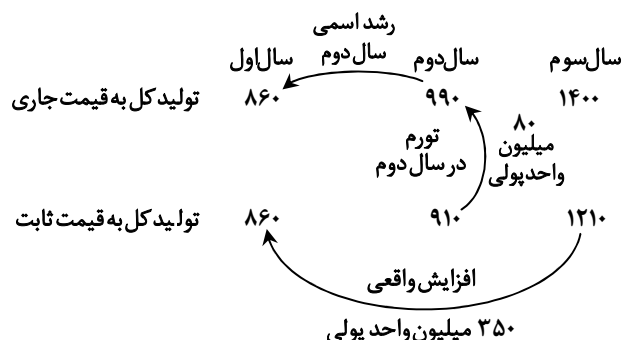 رشد اسمی
سال سوم سال دوم سال دوم سال اول
تولید کل به قیمت جاری ۸۶۰ ۹۹۰ ۱۴۰۰
تورم در سال دوم
۸۰ میلیون واحد پولی
تولید کل به قیمت ثابت ۸۶۰ ۹۱۰ ۱۲۱۰
افزایش واقعی
۳۵۰ میلیون واحد پولی